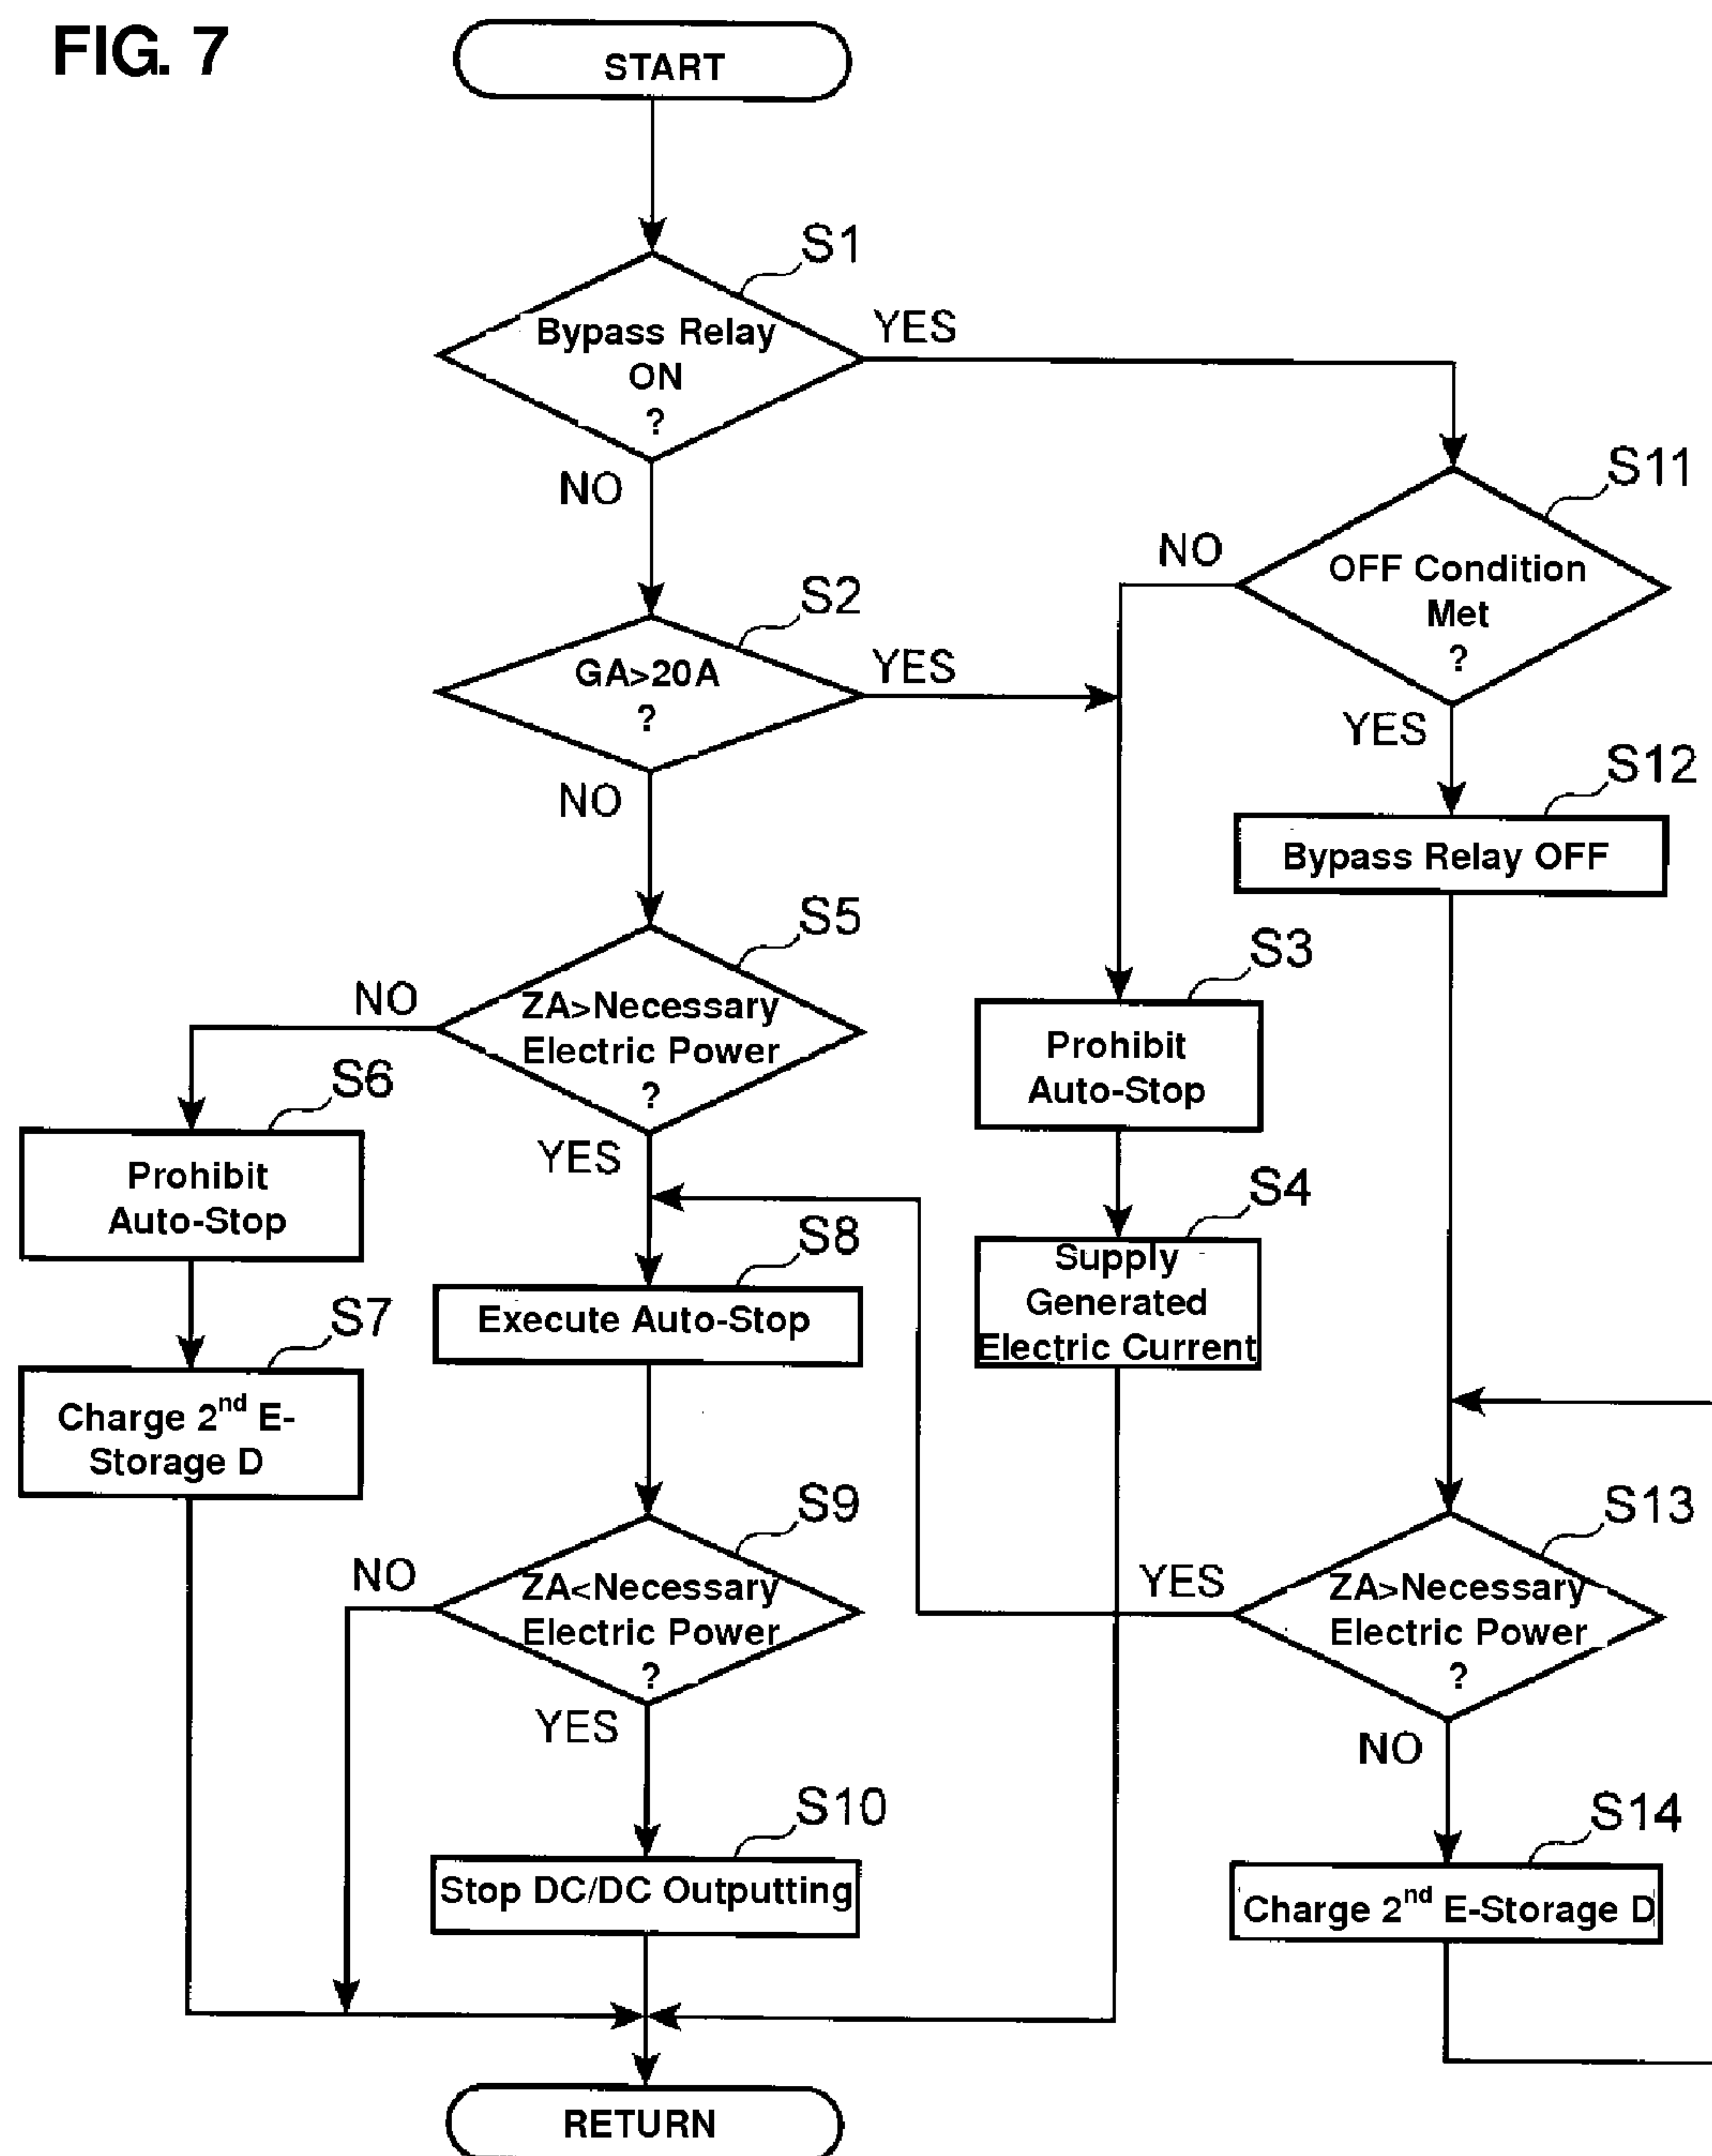 FIG. 7
START
S1
Bypass Relay
ON
?
YES
NO
S11
OFF Condition
Met
?
NO
YES
S2
GA>20A
?
YES
NO
S12
Bypass Relay OFF
S5
ZA>Necessary
Electric Power
?
NO
YES
S3
Prohibit
Auto-Stop
S6
Prohibit
Auto-Stop
S4
Supply
Generated
Electric Current
S8
Execute Auto-Stop
S7
Charge 2nd E-
Storage D
S9
ZA<Necessary
Electric Power
?
NO
YES
S13
ZA>Necessary
Electric Power
?
YES
NO
S10
Stop DC/DC Outputting
S14
Charge 2nd E-Storage D
RETURN